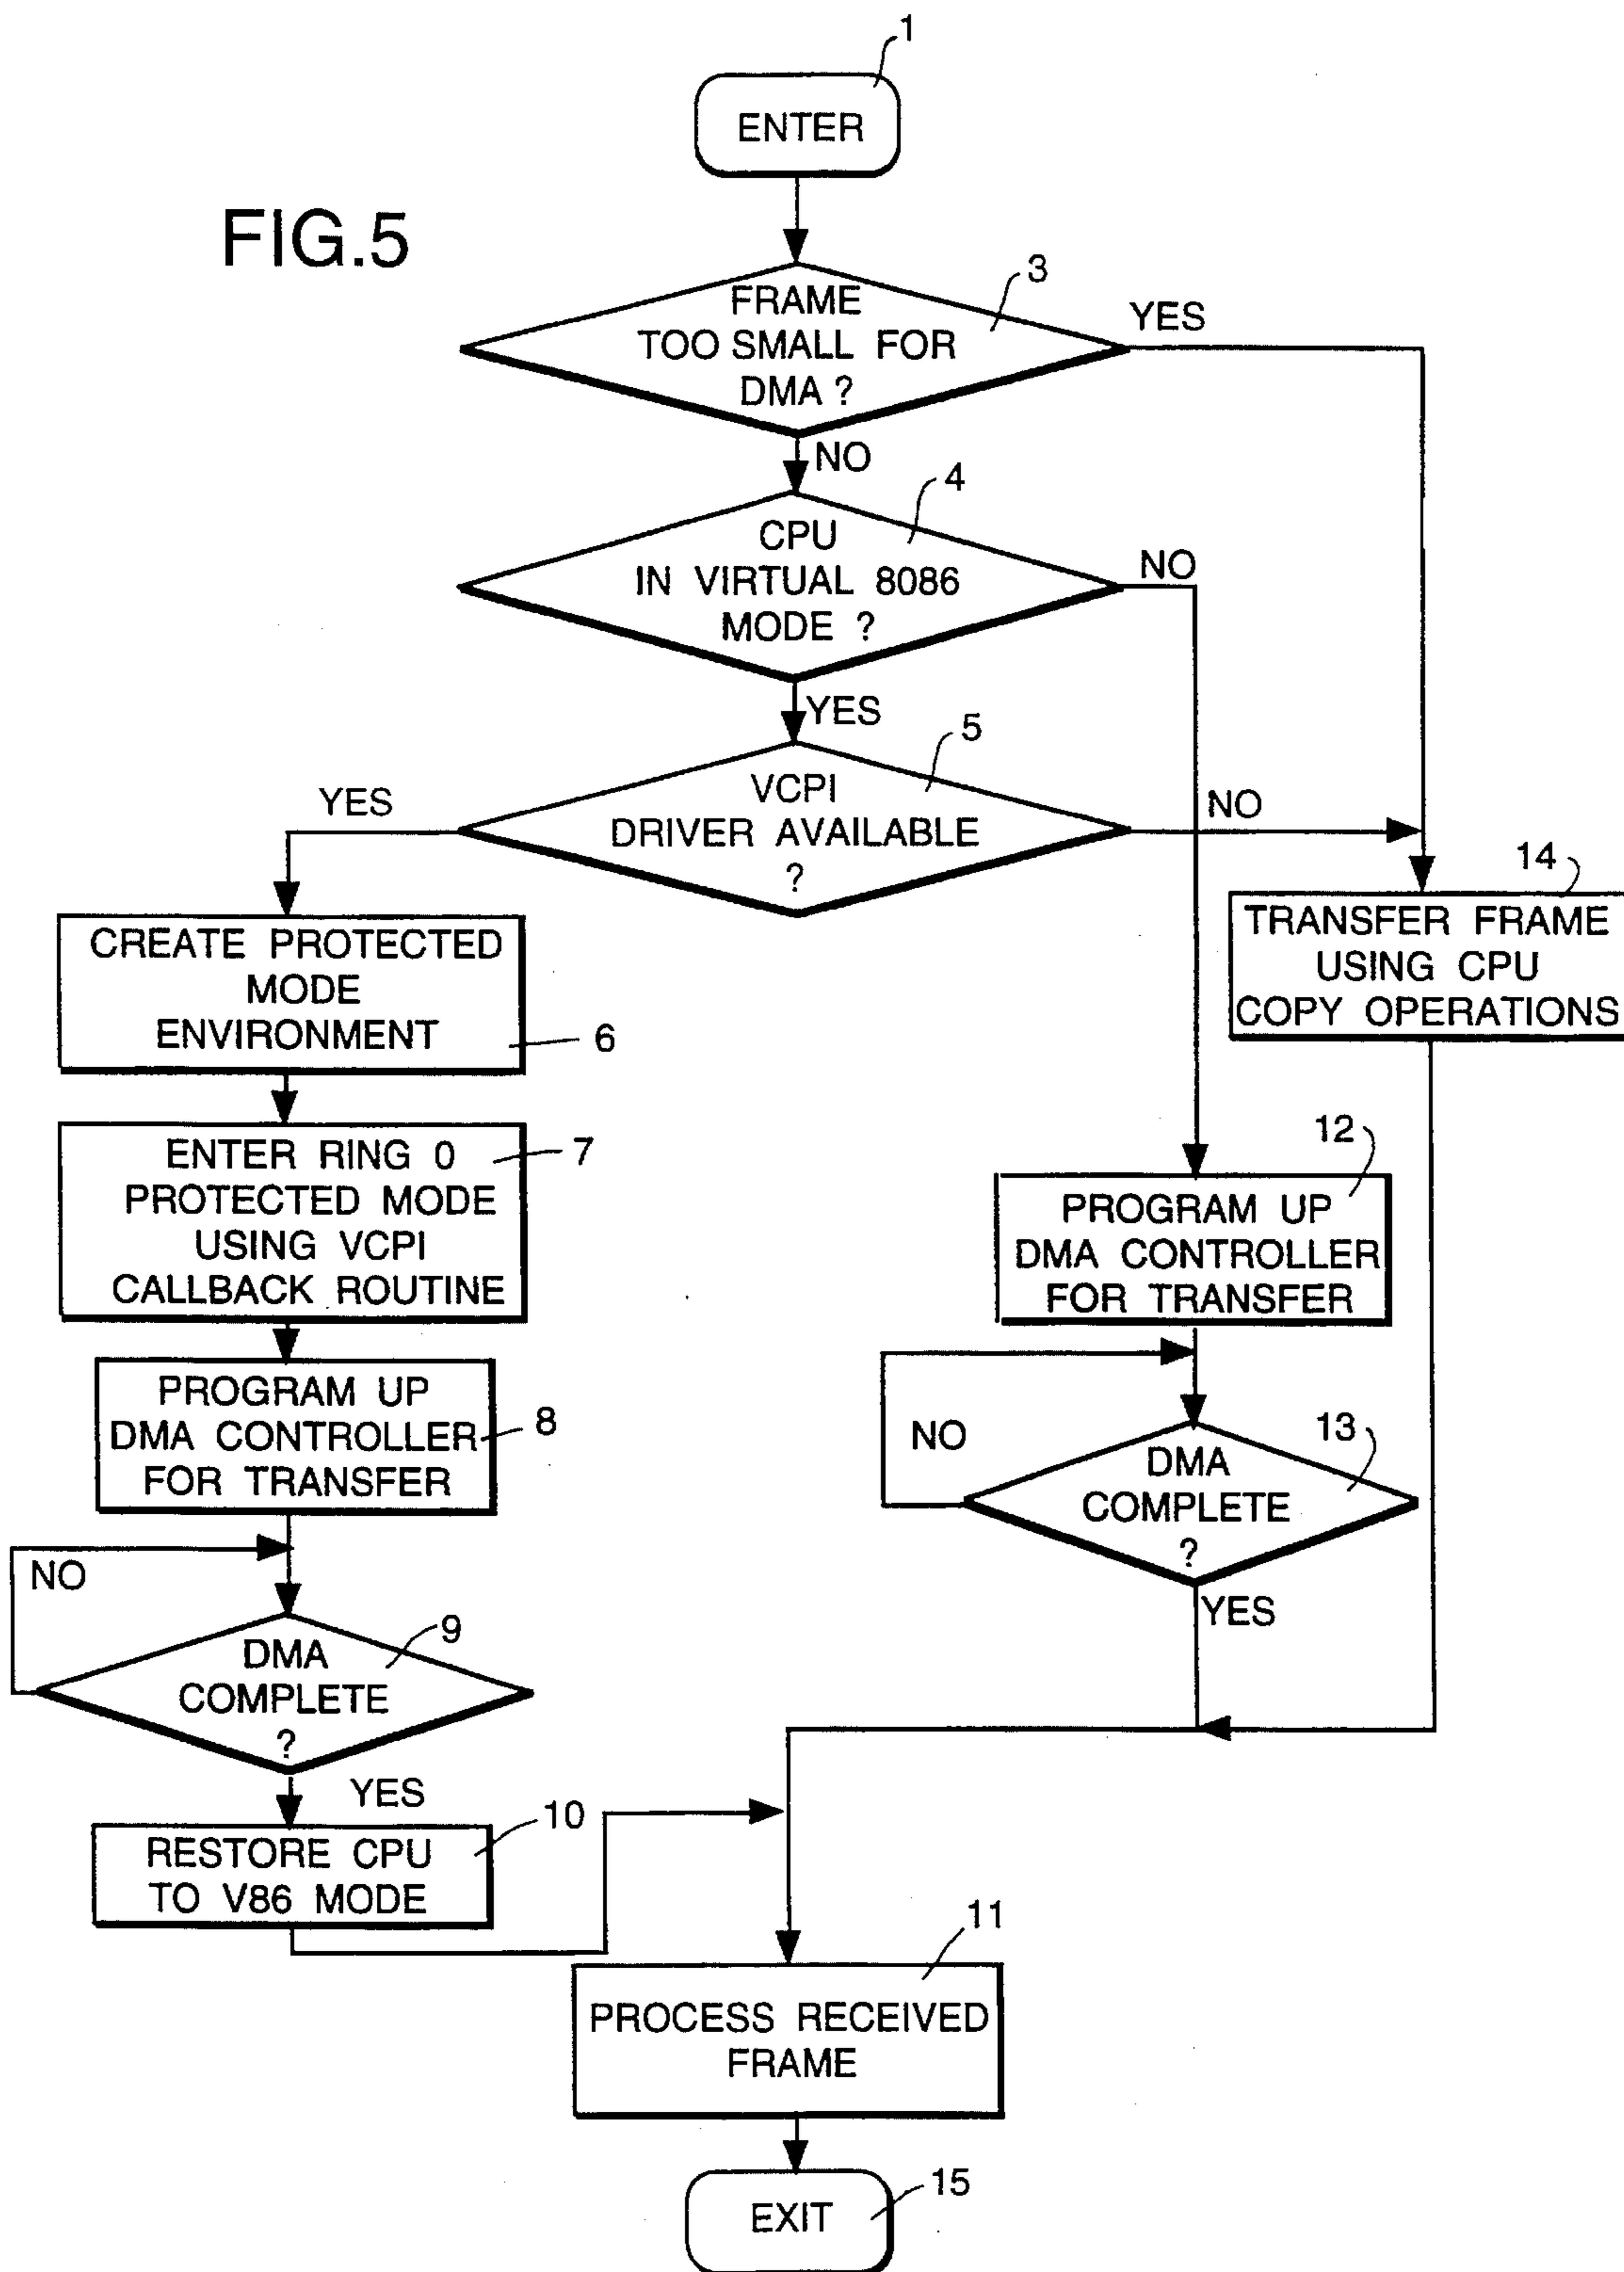 1
ENTER
FIG.5
3
FRAME
TOO SMALL FOR
DMA ?
YES
NO
4
CPU
IN VIRTUAL 8086
MODE ?
NO
YES
5
VCPI
DRIVER AVAILABLE
?
YES
NO
14
TRANSFER FRAME
USING CPU
COPY OPERATIONS
CREATE PROTECTED
MODE
ENVIRONMENT
6
ENTER RING 0
PROTECTED MODE
USING VCPI
CALLBACK ROUTINE
7
12
PROGRAM UP
DMA CONTROLLER
FOR TRANSFER
PROGRAM UP
DMA CONTROLLER
FOR TRANSFER
8
NO
13
DMA
COMPLETE
?
YES
NO
9
DMA
COMPLETE
?
YES
10
RESTORE CPU
TO V86 MODE
11
PROCESS RECEIVED
FRAME
15
EXIT